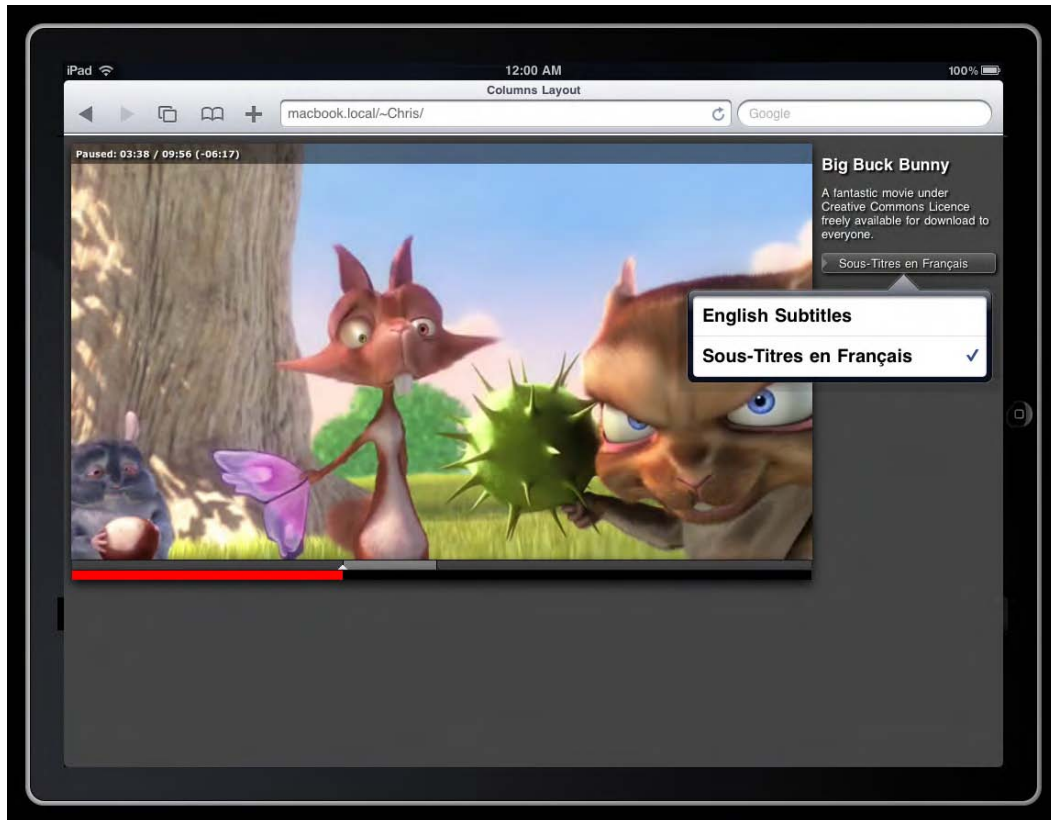 iPad
12:00 AM
100%
Columns Layout
macbook.local/~Chris/
Google
Paused: 03:38 / 09:56 (-06:17)
Big Buck Bunny
A fantastic movie under
Creative Commons Licence
freely available for download to
everyone.
Sous-Titres en Français
English Subtitles
Sous-Titres en Français